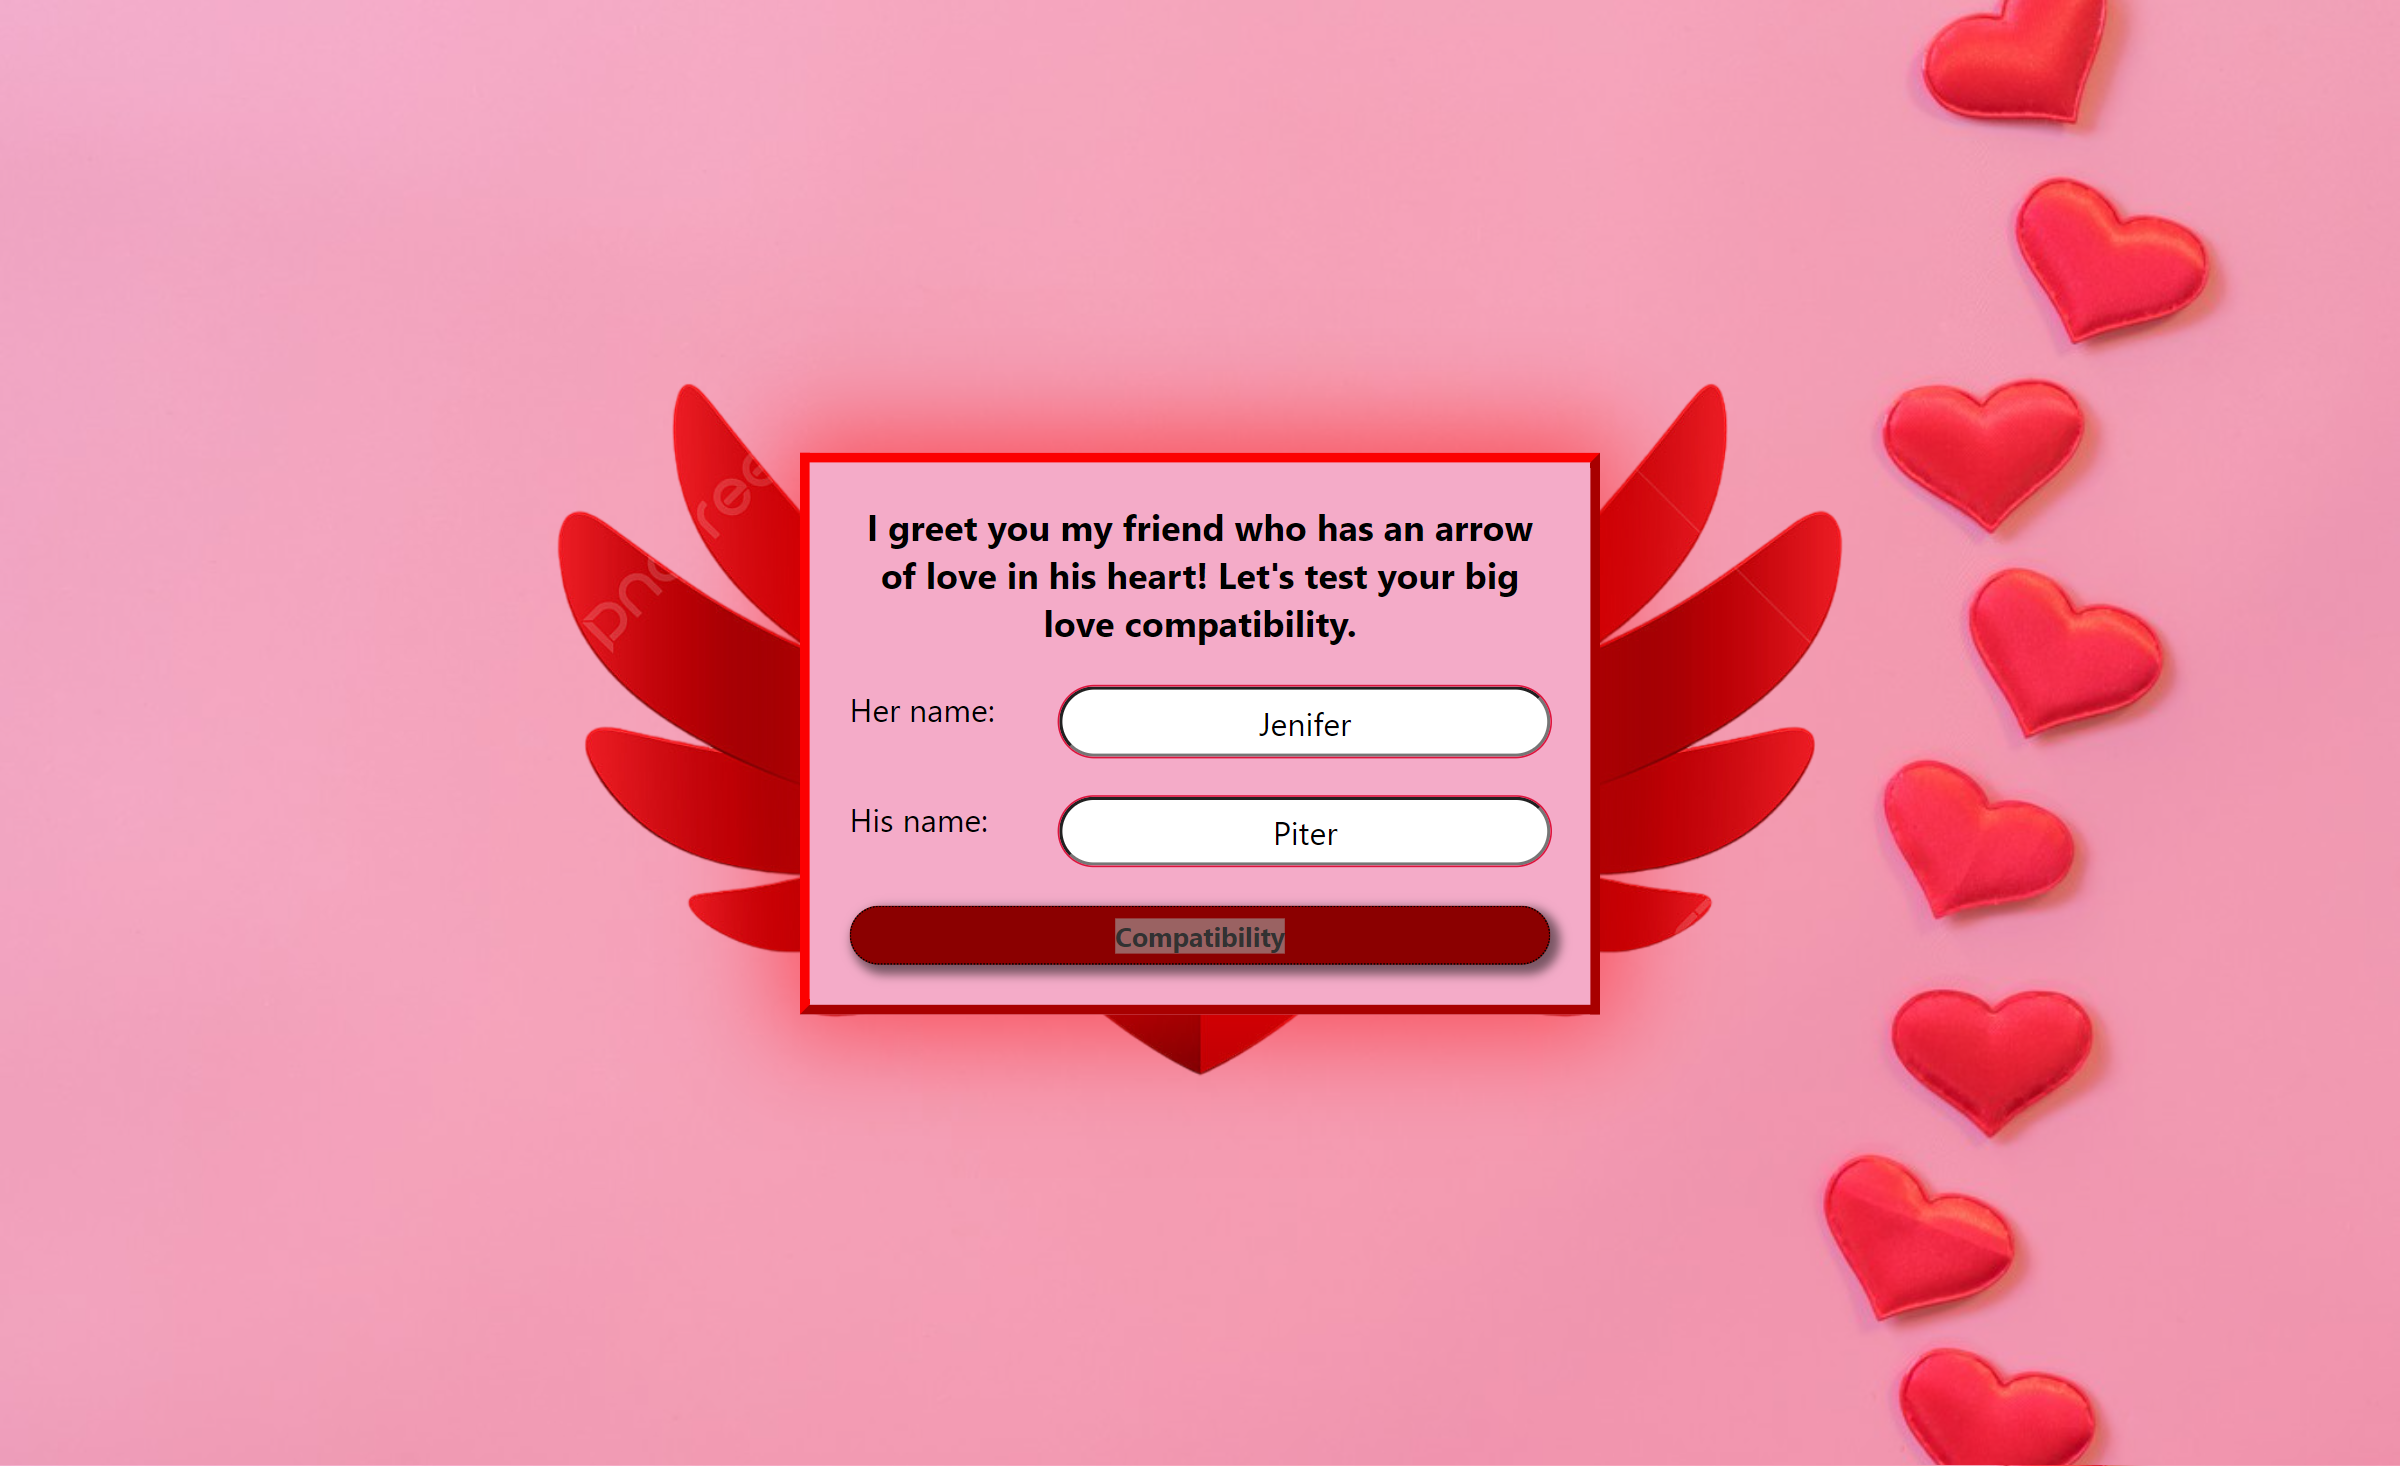 I greet you my friend who has an arrow
of love in his heart! Let's test your big
love compatibility.
Her name:
Jenifer
His name:
Piter
Compatibility